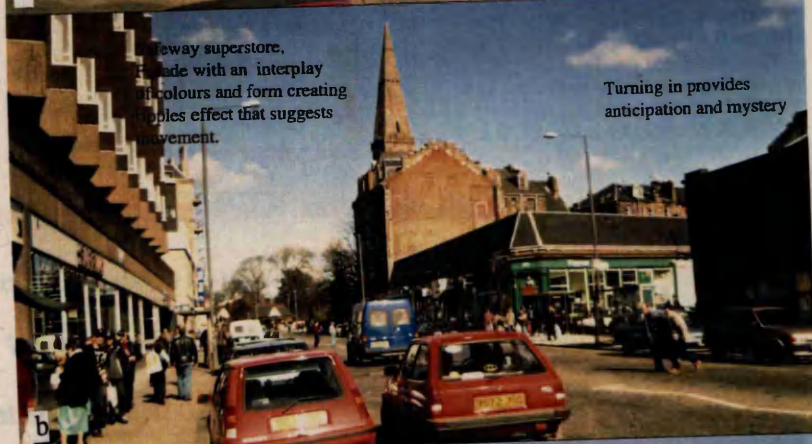 superstore,
with an interplay
colours and form creating
effect that suggests
Turning in provides
anticipation and mystery
b